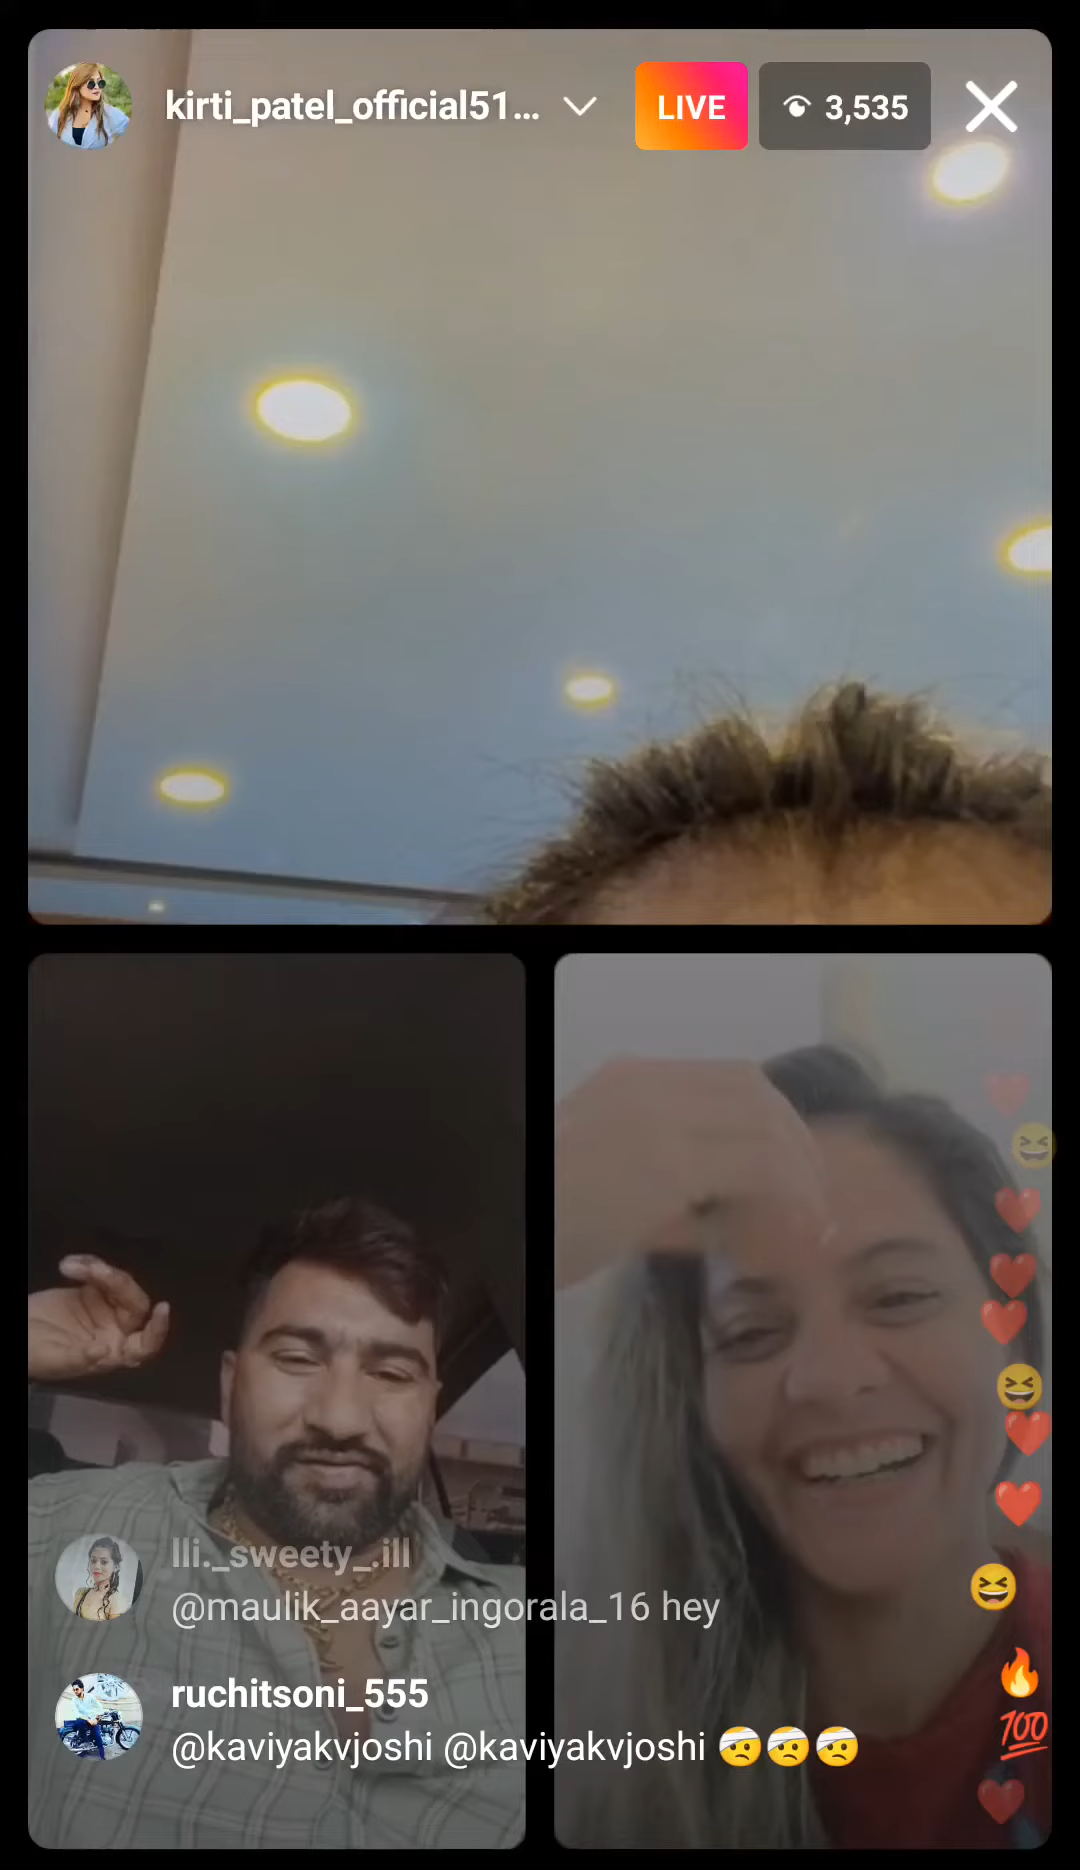 kirti_patel_official51...
LIVE
3,535
lli._sweety_.ill
@maulik_aayar_ingorala_16 hey
ruchitsoni_555
@kaviyakvjoshi @kaviyakvjoshi 🤕🤕🤕
💯